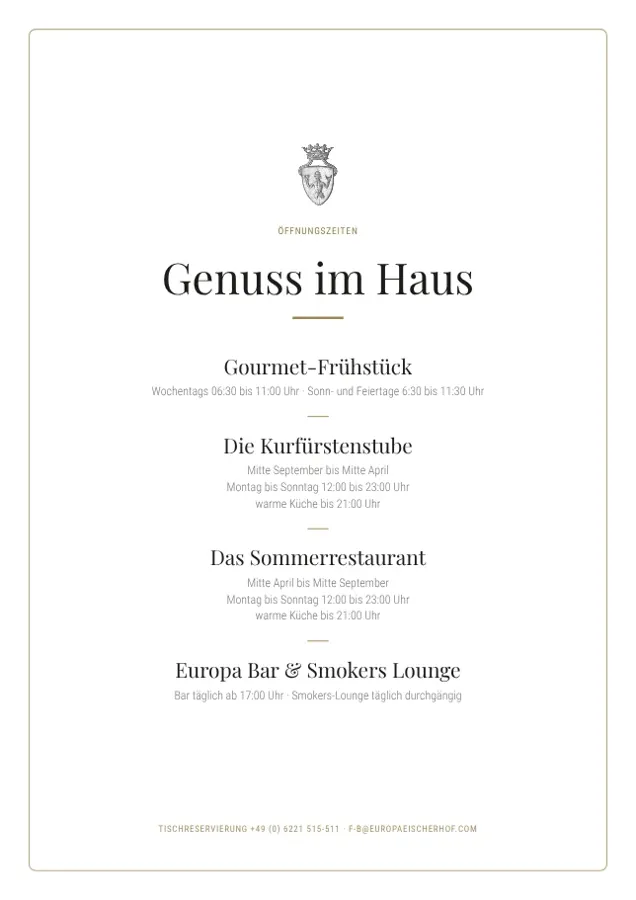 ÖFFNUNGSZEITEN
Genuss im Haus
Gourmet-Frühstück
Wochentags 06:30 bis 11:00 Uhr · Sonn- und Feiertage 6:30 bis 11:30 Uhr
Die Kurfürstenstube
Mitte September bis Mitte April
Montag bis Sonntag 12:00 bis 23:00 Uhr
warme Küche bis 21:00 Uhr
Das Sommerrestaurant
Mitte April bis Mitte September
Montag bis Sonntag 12:00 bis 23:00 Uhr
warme Küche bis 21:00 Uhr
Europa Bar & Smokers Lounge
Bar täglich ab 17:00 Uhr · Smokers-Lounge täglich durchgängig
TISCHRESERVIERUNG +49 (0) 6221 515-511 · F-B@EUROPAEISCHERHOF.COM